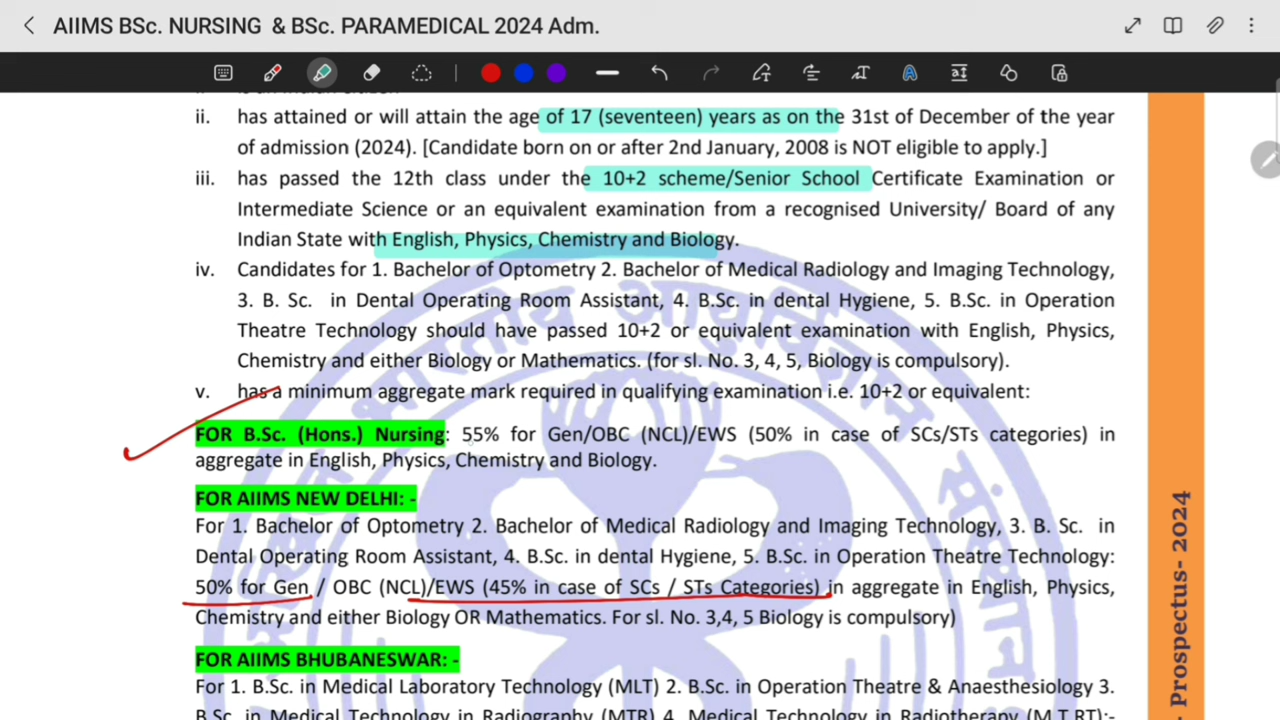 AIIMS BSc. NURSING & BSc. PARAMEDICAL 2024 Adm.
ii. has attained or will attain the age of 17 (seventeen) years as on the 31st of December of the year
of admission (2024). [Candidate born on or after 2nd January, 2008 is NOT eligible to apply.]
iii. has passed the 12th class under the 10+2 scheme/Senior School Certificate Examination or
Intermediate Science or an equivalent examination from a recognised University/ Board of any
Indian State with English, Physics, Chemistry and Biology.
iv. Candidates for 1. Bachelor of Optometry 2. Bachelor of Medical Radiology and Imaging Technology,
3. B. Sc. in Dental Operating Room Assistant, 4. B.Sc. in dental Hygiene, 5. B.Sc. in Operation
Theatre Technology should have passed 10+2 or equivalent examination with English, Physics,
Chemistry and either Biology or Mathematics. (for sl. No. 3, 4, 5, Biology is compulsory).
v. has a minimum aggregate mark required in qualifying examination i.e. 10+2 or equivalent:
FOR B.Sc. (Hons.) Nursing: 55% for Gen/OBC (NCL)/EWS (50% in case of SCs/STs categories) in
aggregate in English, Physics, Chemistry and Biology.
FOR AIIMS NEW DELHI: -
For 1. Bachelor of Optometry 2. Bachelor of Medical Radiology and Imaging Technology, 3. B. Sc. in
Dental Operating Room Assistant, 4. B.Sc. in dental Hygiene, 5. B.Sc. in Operation Theatre Technology:
50% for Gen / OBC (NCL)/EWS (45% in case of SCs / STs Categories) in aggregate in English, Physics,
Chemistry and either Biology OR Mathematics. For sl. No. 3,4, 5 Biology is compulsory)
FOR AIIMS BHUBANESWAR: -
For 1. B.Sc. in Medical Laboratory Technology (MLT) 2. B.Sc. in Operation Theatre & Anaesthesiology 3.
B.Sc. in Medical Technology in Radiography (MTR) 4. Medical Technology in Radiotherapy (M.T.RT):-
- Prospectus- 2024